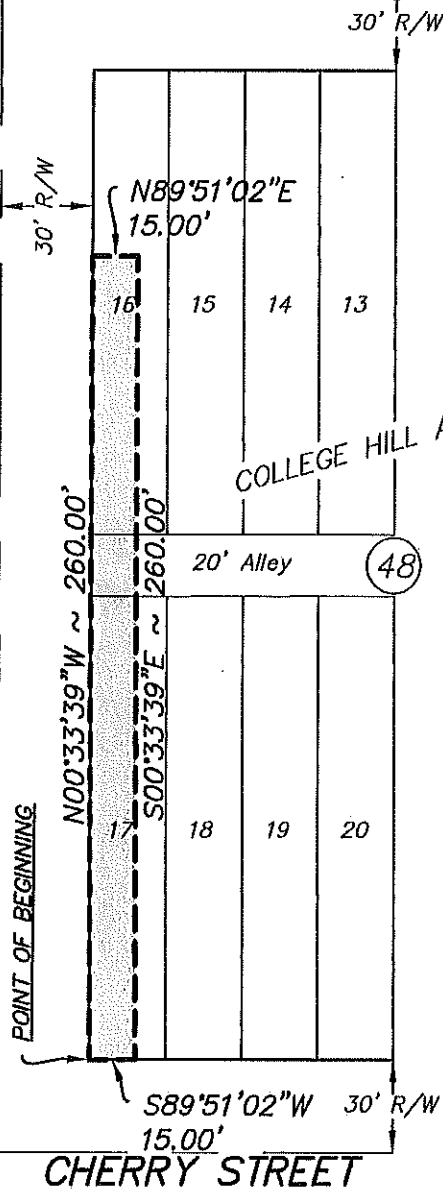 30' R/W
30' R/W
N89°51'02"E
15.00'
16
15
14
13
COLLEGE HILL
20' Alley
48
N00°33'39"W ~ 260.00'
S00°33'39"E ~ 260.00'
17
18
19
20
POINT OF BEGINNING
S89°51'02"W
15.00'
30' R/W
CHERRY STREET